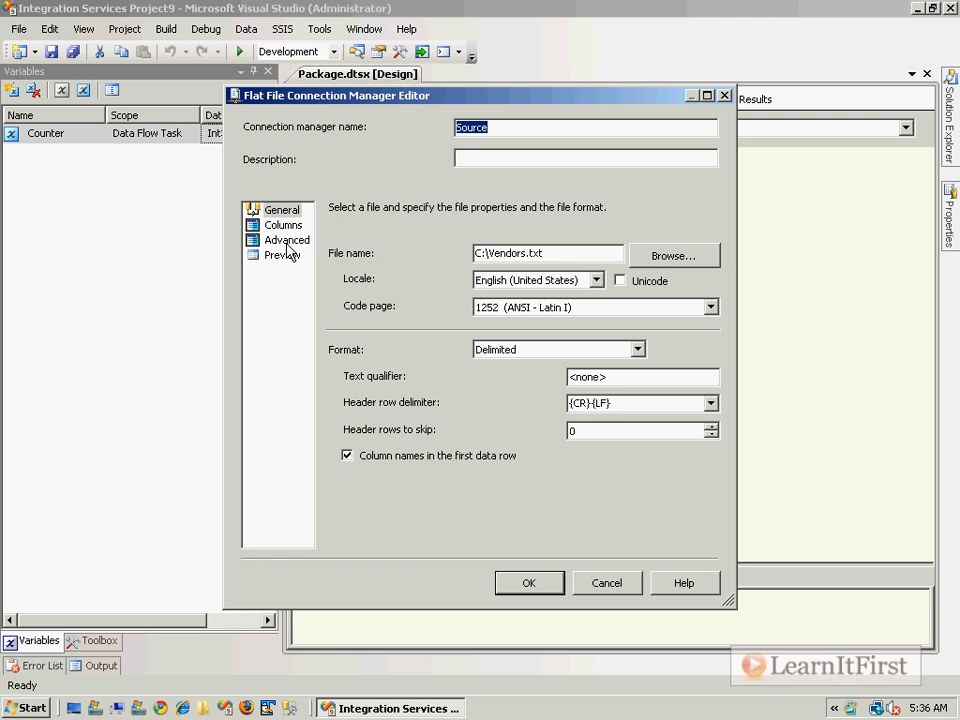 Integration Services Project9 - Microsoft Visual Studio (Administrator)
File Edit View Project Build Debug Data SSIS Tools Window Help
Development
Variables
Package.dtsx [Design]
Name Scope Dat
Counter Data Flow Task Int
Results
Solution Explorer
Properties
Flat File Connection Manager Editor
Connection manager name: Source
Description:
General
Columns
Advanced
Preview
Select a file and specify the file properties and the file format.
File name: C:\Vendors.txt Browse...
Locale: English (United States) Unicode
Code page: 1252 (ANSI - Latin I)
Format: Delimited
Text qualifier: <none>
Header row delimiter: {CR}{LF}
Header rows to skip: 0
Column names in the first data row
OK Cancel Help
Variables Toolbox
Error List Output
Ready
LearnItFirst
Start Integration Services ... 5:36 AM